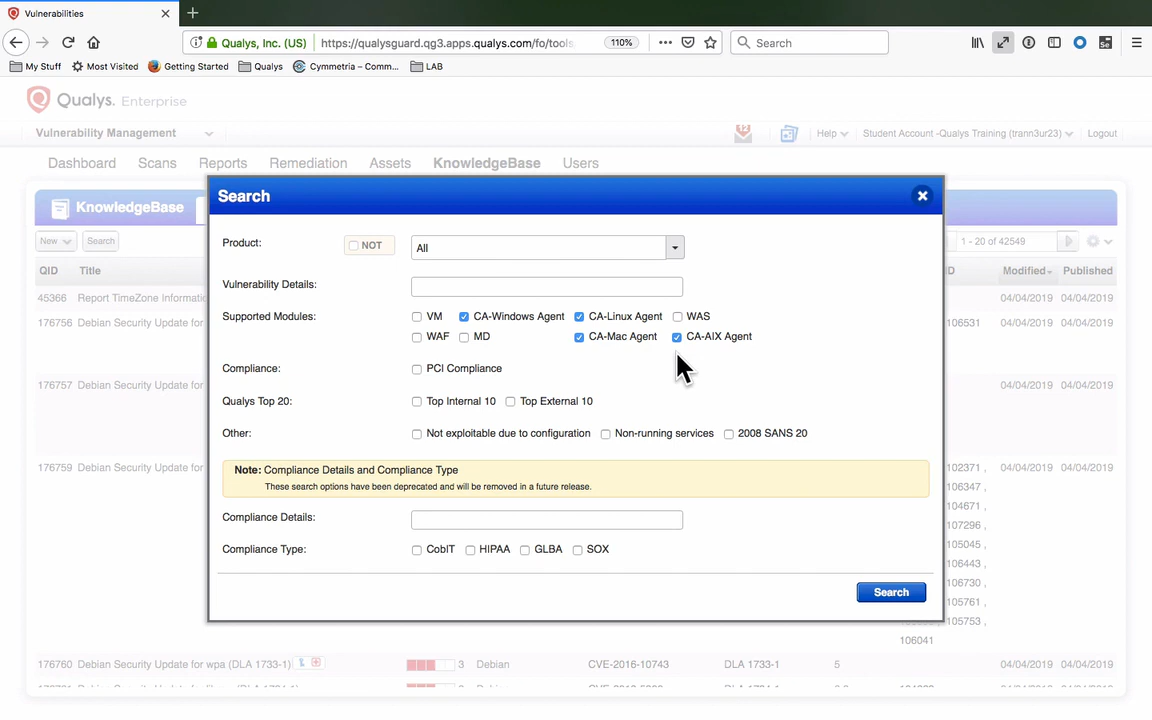 Vulnerabilities
Qualys, Inc. (US) https://qualysguard.qg3.apps.qualys.com/fo/tools 110% Search
My Stuff Most Visited Getting Started Qualys Cymmetria – Comm... LAB
Qualys. Enterprise
Vulnerability Management 12 Help Student Account -Qualys Training (trann3ur23) Logout
Dashboard Scans Reports Remediation Assets KnowledgeBase Users
Search
KnowledgeBase
Product: NOT All
New Search 1 - 20 of 42549
QID Title ID Modified Published
Vulnerability Details:
45366 Report TimeZone Informatic 04/04/2019 04/04/2019
Supported Modules: VM CA-Windows Agent CA-Linux Agent WAS
176756 Debian Security Update for 106531 04/04/2019 04/04/2019
WAF MD CA-Mac Agent CA-AIX Agent
Compliance: PCI Compliance
176757 Debian Security Update for 04/04/2019 04/04/2019
Qualys Top 20: Top Internal 10 Top External 10
Other: Not exploitable due to configuration Non-running services 2008 SANS 20
176759 Debian Security Update for 102371 , 04/04/2019 04/04/2019
Note: Compliance Details and Compliance Type
These search options have been deprecated and will be removed in a future release.
106347 ,
104671 ,
Compliance Details:
107296 ,
105045 ,
Compliance Type: CobIT HIPAA GLBA SOX
106443 ,
106730 ,
Search
105761 ,
105753 ,
106041
176760 Debian Security Update for wpa (DLA 1733-1) 3 Debian CVE-2016-10743 DLA 1733-1 5 04/04/2019 04/04/2019